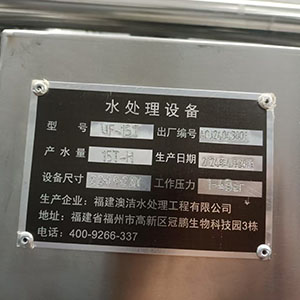 水处理设备
型号 UF-15T 出厂编号
产水量 15T-H 生产日期
设备尺寸 工作压力
生产企业：福建澳洁水处理工程有限公司
地址：福建省福州市高新区冠鹏生物科技园3栋
电话：400-9266-337